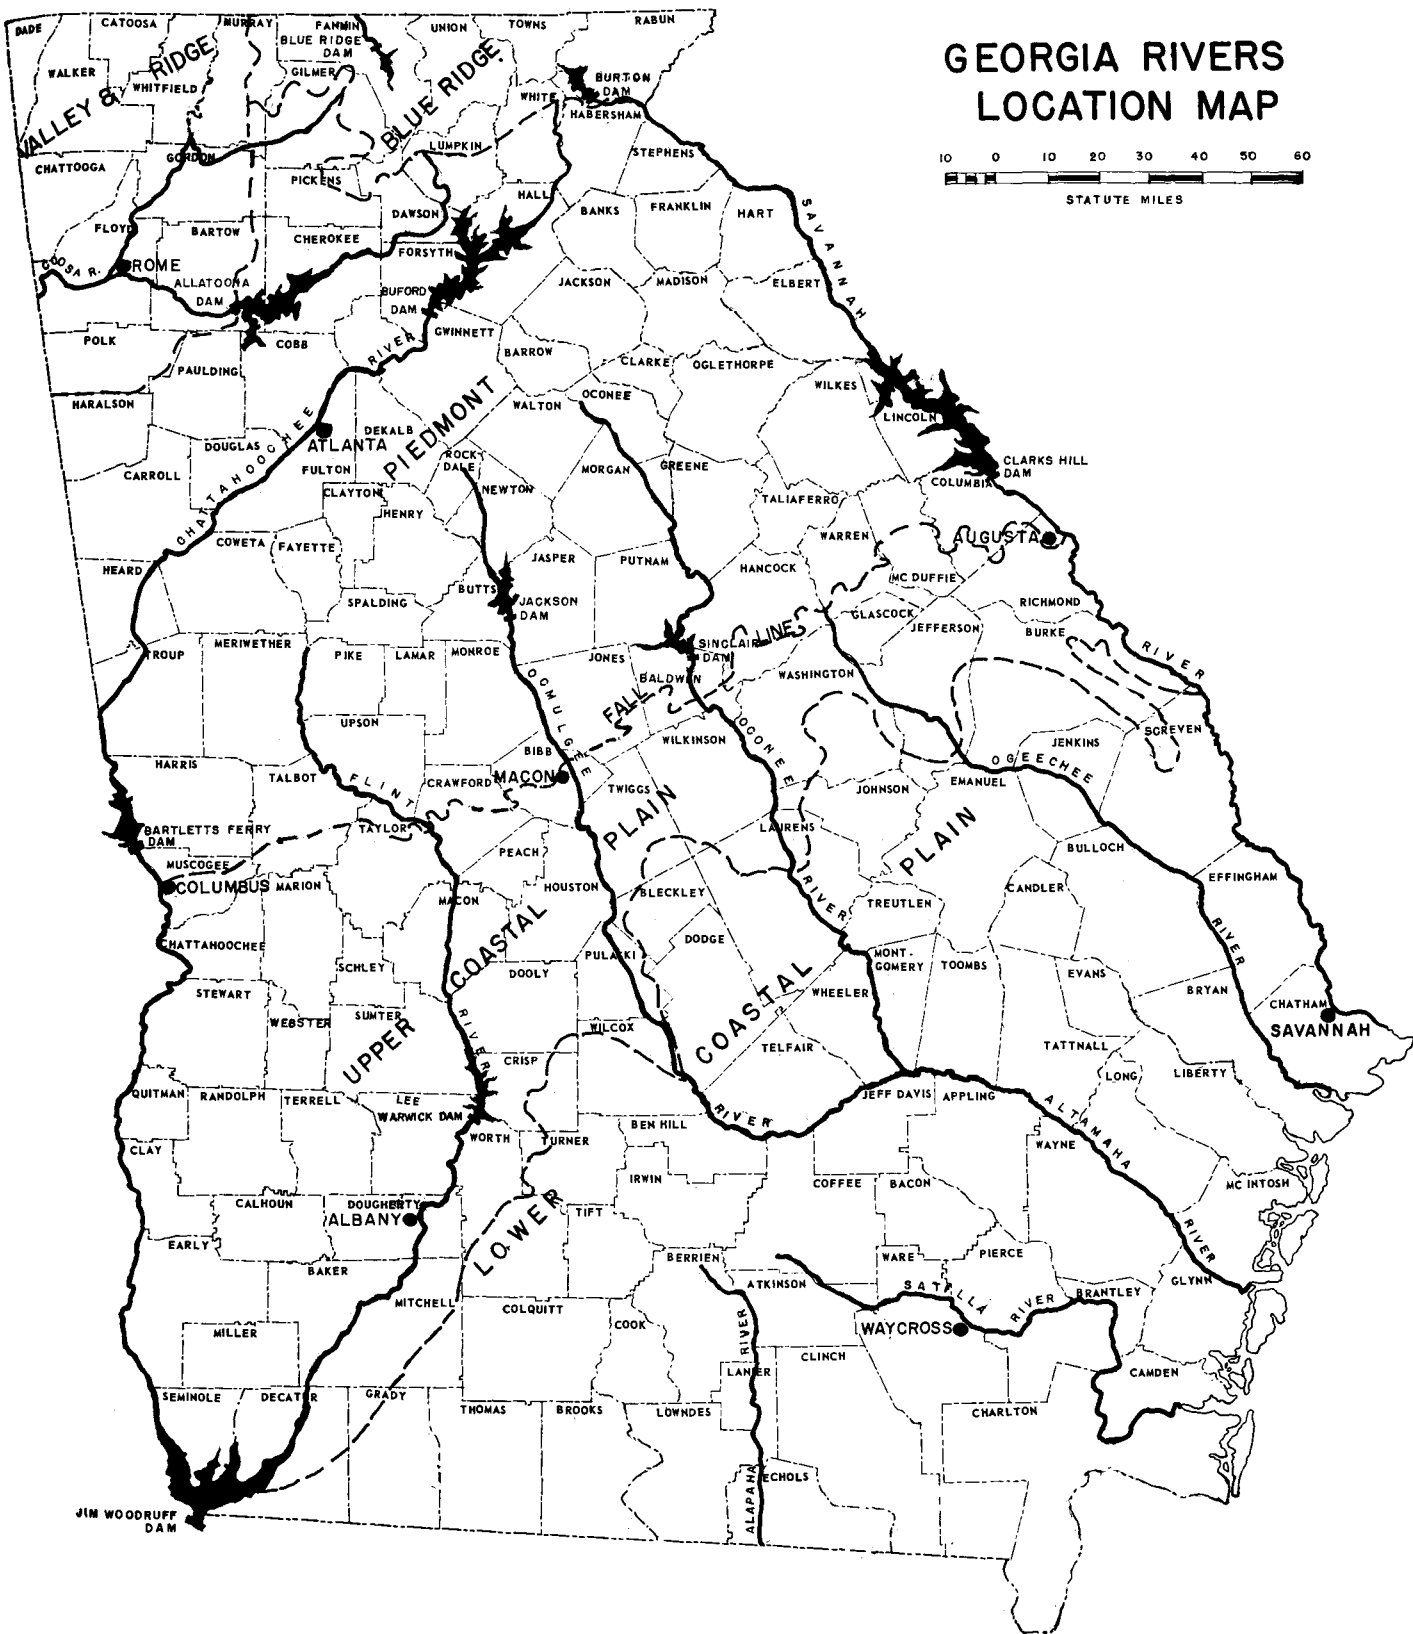 GEORGIA RIVERS
LOCATION MAP
10 0 10 20 30 40 50 60
STATUTE MILES
DADE
CATOOSA
MURRAY
FANNIN
BLUE RIDGE
DAM
UNION
TOWNS
RABUN
WALKER
WHITFIELD
GILMER
WHITE
BURTON
DAM
HABERSHAM
VALLEY & RIDGE
BLUE RIDGE
CHATTOOGA
GORDON
PICKENS
LUMPKIN
STEPHENS
FLOYD
BARTOW
CHEROKEE
DAWSON
HALL
BANKS
FRANKLIN
HART
SAVANNAH
COOSA R.
ROME
ALLATOONA
DAM
FORSYTH
BUFORD
DAM
JACKSON
MADISON
ELBERT
POLK
PAULDING
COBB
RIVER
GWINNETT
BARROW
CLARKE
OGLETHORPE
WILKES
LINCOLN
HARALSON
DOUGLAS
CHATTAHOOCHEE
ATLANTA
DEKALB
PIEDMONT
WALTON
OCONEE
CARROLL
FULTON
CLAYTON
HENRY
ROCK
DALE
NEWTON
MORGAN
GREENE
TALIAFERRO
COLUMBIA
CLARKS HILL
DAM
COWETA
FAYETTE
WARREN
AUGUSTA
HEARD
SPALDING
BUTTS
JACKSON
DAM
JASPER
PUTNAM
HANCOCK
MC DUFFIE
GLASCOCK
JEFFERSON
RICHMOND
BURKE
RIVER
TROUP
MERIWETHER
PIKE
LAMAR
MONROE
JONES
SINCLAIR
DAM
BALDWIN
FALL LINE
WASHINGTON
UPSON
OCMULGEE
BIBB
WILKINSON
OCONEE
JENKINS
SCREVEN
HARRIS
TALBOT
FLINT
CRAWFORD
MACON
TWIGGS
JOHNSON
EMANUEL
OGEECHEE
BARTLETTS FERRY
DAM
TAYLOR
PEACH
LAURENS
BULLOCH
MUSCOGEE
COLUMBUS
MARION
MACON
HOUSTON
BLECKLEY
RIVER
TREUTLEN
CANDLER
EFFINGHAM
CHATTAHOOCHEE
SCHLEY
DOOLY
PULASKI
DODGE
MONT-
GOMERY
TOOMBS
EVANS
BRYAN
RIVER
CHATHAM
SAVANNAH
STEWART
WEBSTER
SUMTER
RIVER
WILCOX
WHEELER
TELFAIR
TATTNALL
UPPER COASTAL PLAIN
LOWER COASTAL PLAIN
QUITMAN
RANDOLPH
TERRELL
LEE
WARWICK DAM
CRISP
RIVER
JEFF DAVIS
APPLING
ALTAMAHA
LONG
LIBERTY
CLAY
WORTH
TURNER
BEN HILL
WAYNE
CALHOUN
DOUGHERTY
ALBANY
IRWIN
COFFEE
BACON
MC INTOSH
EARLY
BAKER
TIFT
BERRIEN
WARE
PIERCE
RIVER
MITCHELL
COLQUITT
COOK
ATKINSON
SATILLA
RIVER
BRANTLEY
GLYNN
MILLER
RIVER
WAYCROSS
SEMINOLE
DECATUR
GRADY
THOMAS
BROOKS
LOWNDES
LANIER
CLINCH
CHARLTON
CAMDEN
JIM WOODRUFF
DAM
ALAPAHA
ECHOLS